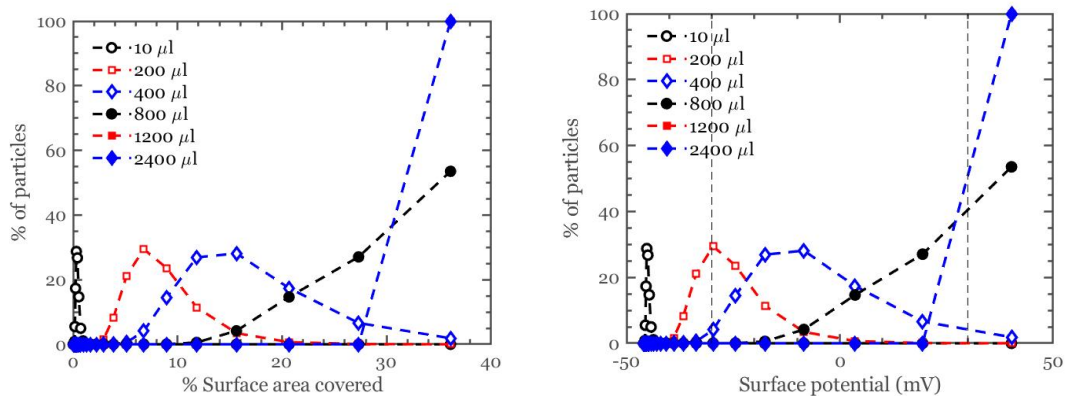 100
80
60
40
20
0
% of particles
10 μl
200 μl
400 μl
800 μl
1200 μl
2400 μl
0 10 20 30 40
% Surface area covered
100
80
60
40
20
0
% of particles
10 μl
200 μl
400 μl
800 μl
1200 μl
2400 μl
-50 0 50
Surface potential (mV)